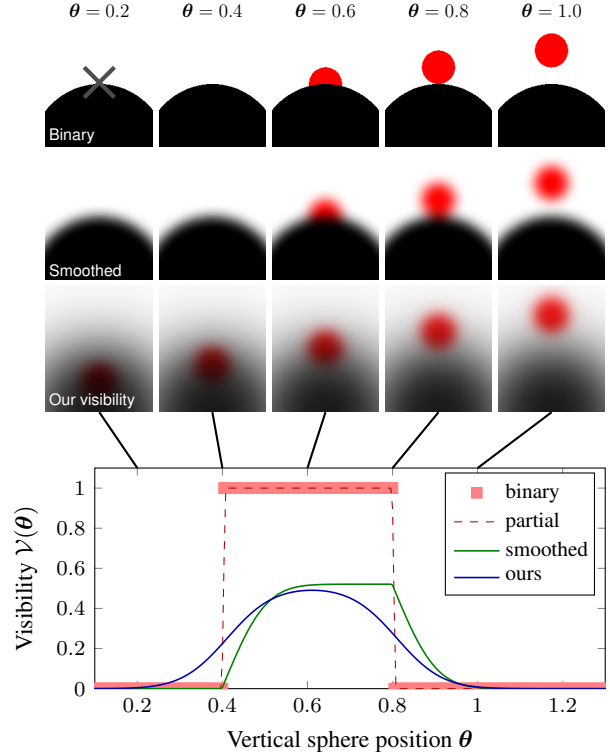 θ = 0.2 θ = 0.4 θ = 0.6 θ = 0.8 θ = 1.0
Binary
Smoothed
Our visibility
1
0.8
0.6
0.4
0.2
0
Visibility 𝒱(θ)
binary
partial
smoothed
ours
0.2 0.4 0.6 0.8 1 1.2
Vertical sphere position θ